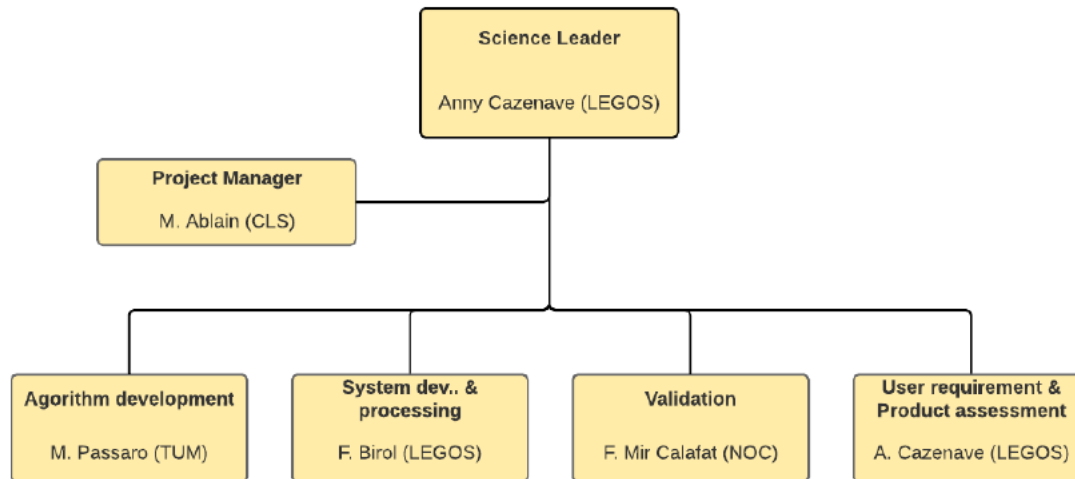 Science Leader
Anny Cazenave (LEGOS)
Project Manager
M. Ablain (CLS)
Agorithm development
M. Passaro (TUM)
System dev.. &
processing
F. Birol (LEGOS)
Validation
F. Mir Calafat (NOC)
User requirement &
Product assessment
A. Cazenave (LEGOS)